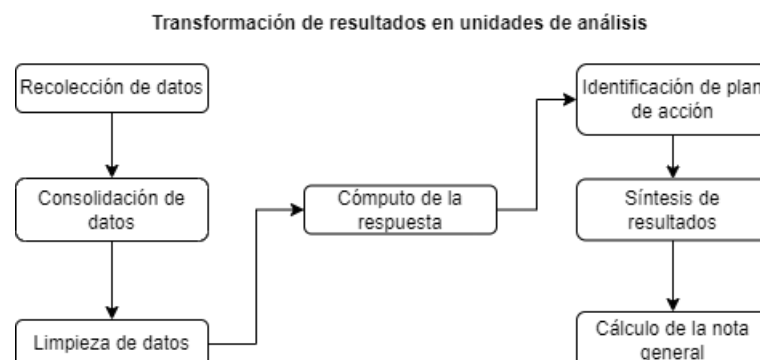 Transformación de resultados en unidades de análisis
Recolección de datos
Consolidación de
datos
Limpieza de datos
Cómputo de la
respuesta
Identificación de plan
de acción
Síntesis de
resultados
Cálculo de la nota
general